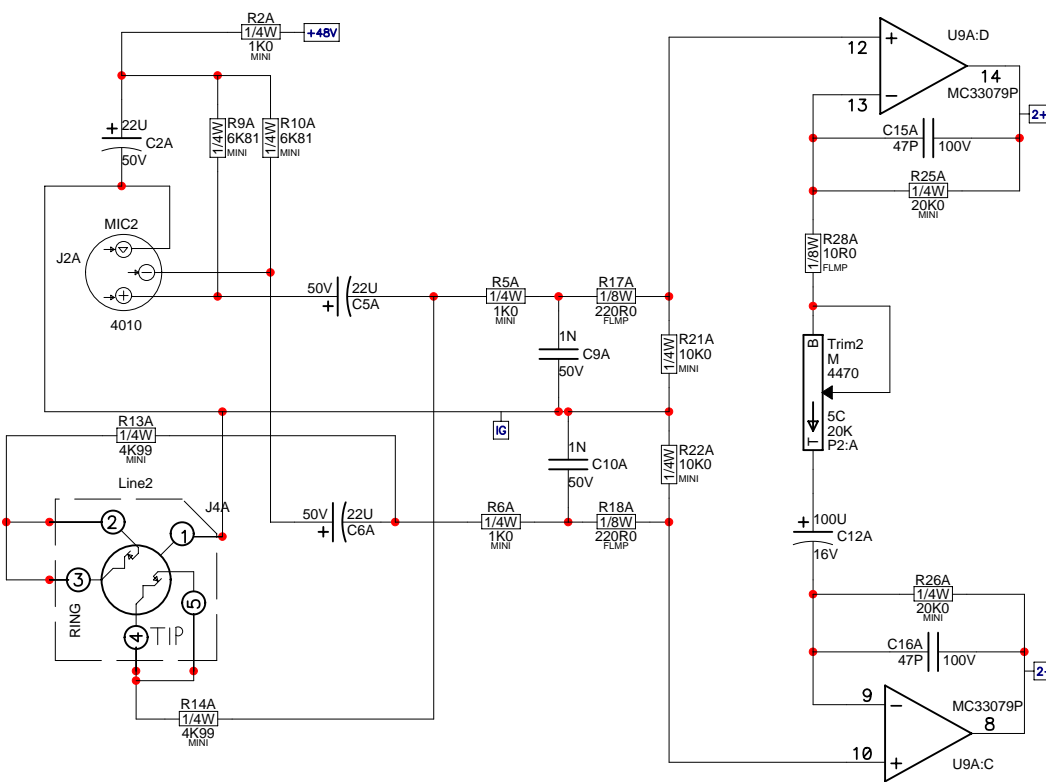 R2A
1/4W
1K0
MINI
+48V
+
22U
C2A
50V
R9A
1/4W
6K81
MINI
R10A
1/4W
6K81
MINI
MIC2
J2A
4010
50V
+
22U
C5A
R5A
1/4W
1K0
MINI
R17A
1/8W
220R0
FLMP
1N
C9A
50V
R21A
1/4W
10K0
MINI
IG
R13A
1/4W
4K99
MINI
1N
C10A
50V
R22A
1/4W
10K0
MINI
50V
+
22U
C6A
R6A
1/4W
1K0
MINI
R18A
1/8W
220R0
FLMP
Line2
J4A
2
1
3
5
4
RING
TIP
R14A
1/4W
4K99
MINI
12
+
U9A:D
14
MC33079P
13
−
2+
C15A
47P
100V
R25A
1/4W
20K0
MINI
R28A
1/8W
10R0
FLMP
B
Trim2
M
4470
T
5C
20K
P2:A
+
100U
C12A
16V
R26A
1/4W
20K0
MINI
C16A
47P
100V
9
−
MC33079P
8
10
+
U9A:C